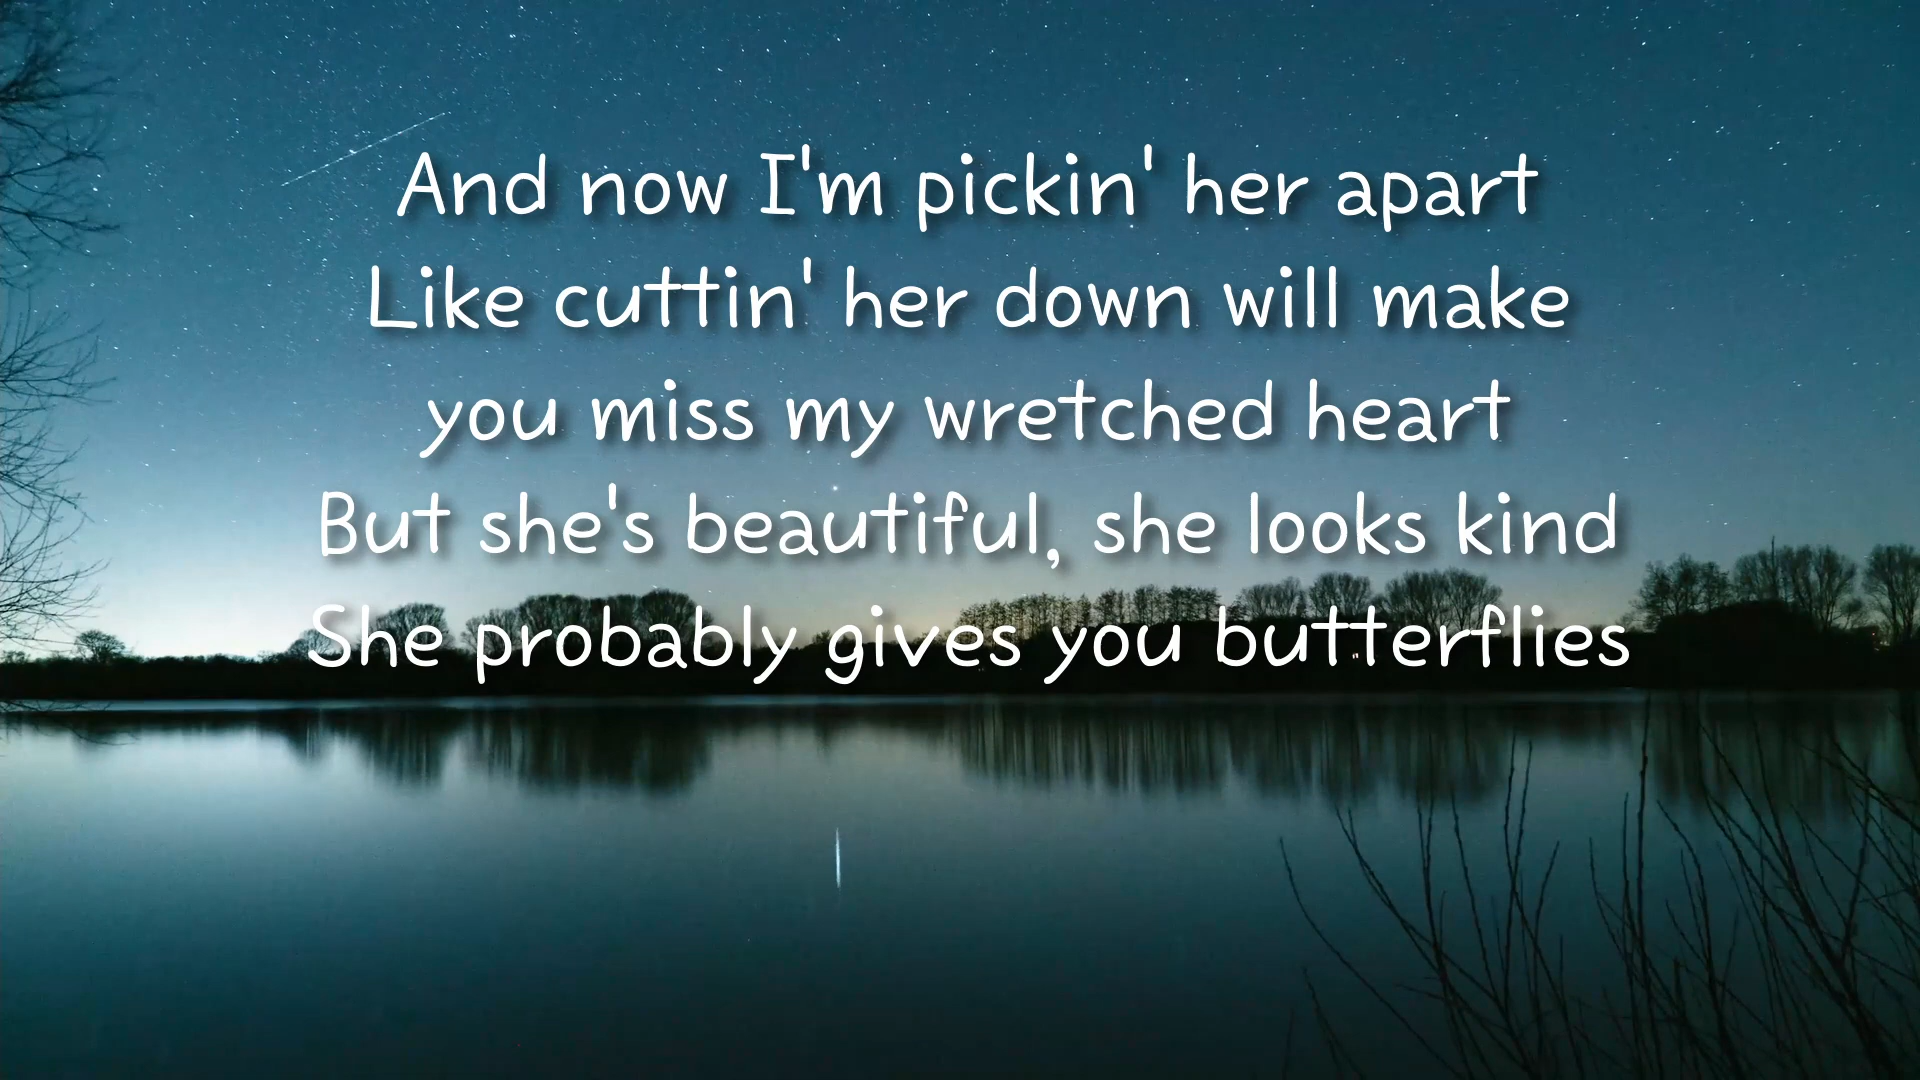 And now I'm pickin' her apart
Like cuttin' her down will make
you miss my wretched heart
But she's beautiful, she looks kind
She probably gives you butterflies